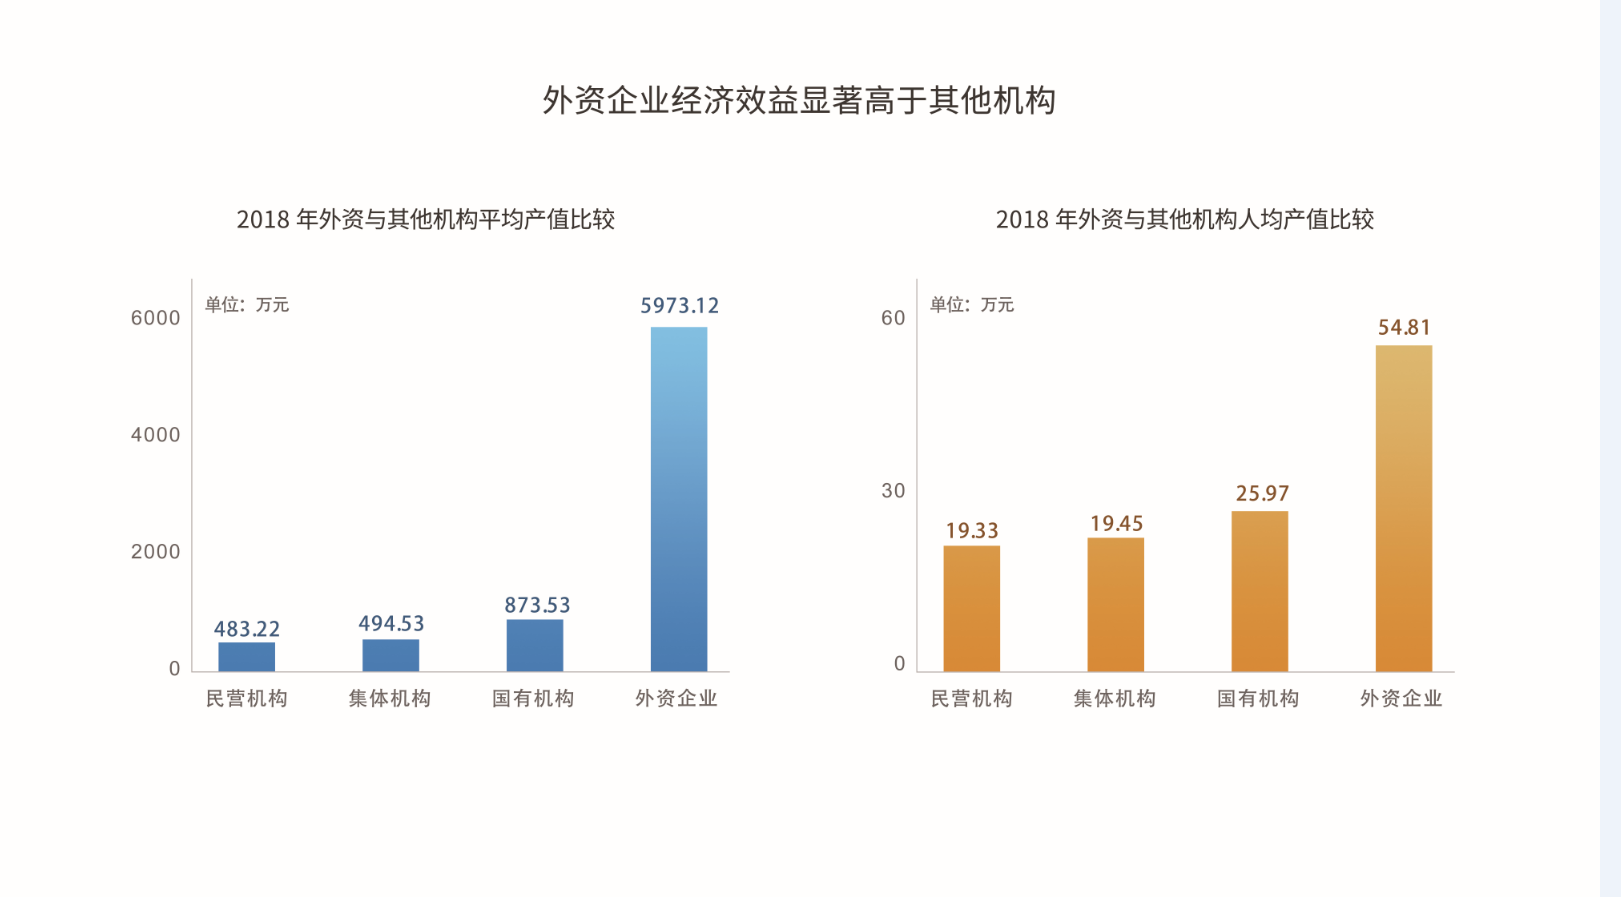 外资企业经济效益显著高于其他机构
2018 年外资与其他机构平均产值比较
单位：万元
6000
4000
2000
0
483.22
494.53
873.53
5973.12
民营机构
集体机构
国有机构
外资企业
2018 年外资与其他机构人均产值比较
单位：万元
60
30
0
19.33
19.45
25.97
54.81
民营机构
集体机构
国有机构
外资企业